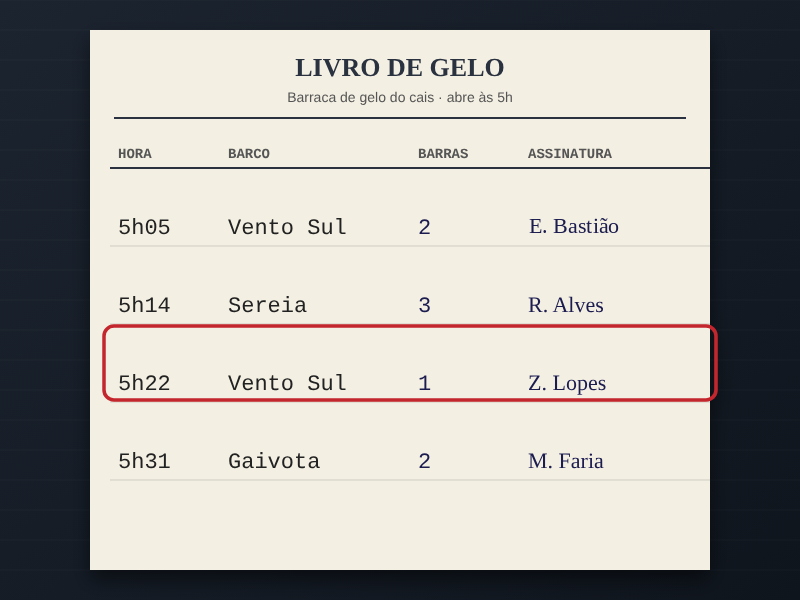 LIVRO DE GELO
Barraca de gelo do cais · abre às 5h
HORA BARCO BARRAS ASSINATURA
5h05 Vento Sul 2 E. Bastião
5h14 Sereia 3 R. Alves
5h22 Vento Sul 1 Z. Lopes
5h31 Gaivota 2 M. Faria